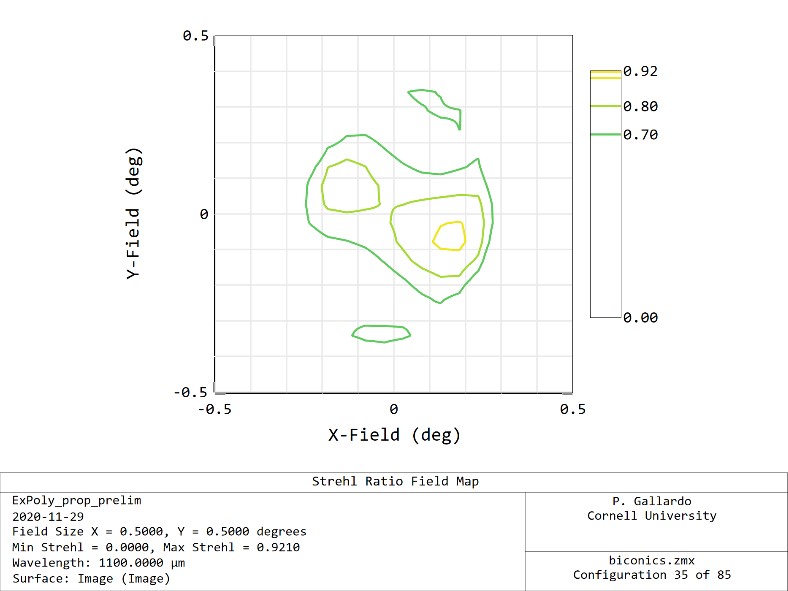 0.5
0
-0.5
Y-Field (deg)
-0.5
0
0.5
X-Field (deg)
0.92
0.80
0.70
0.00
Strehl Ratio Field Map
ExPoly_prop_prelim
2020-11-29
Field Size X = 0.5000, Y = 0.5000 degrees
Min Strehl = 0.0000, Max Strehl = 0.9210
Wavelength: 1100.0000 µm
Surface: Image (Image)
P. Gallardo
Cornell University
biconics.zmx
Configuration 35 of 85